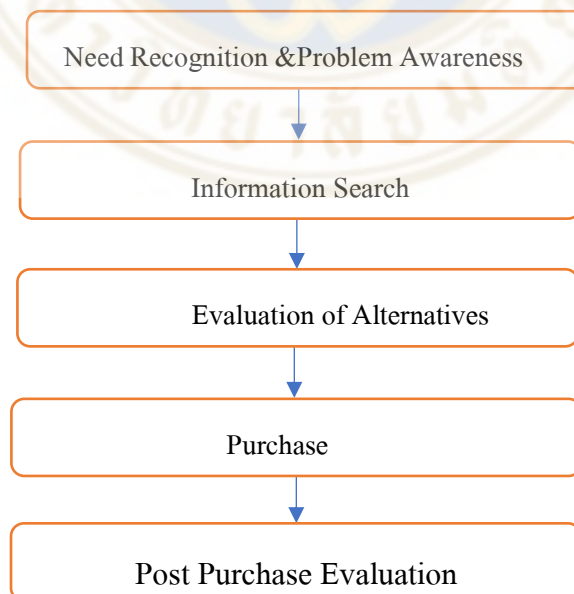 Need Recognition &Problem Awareness
Information Search
Evaluation of Alternatives
Purchase
Post Purchase Evaluation